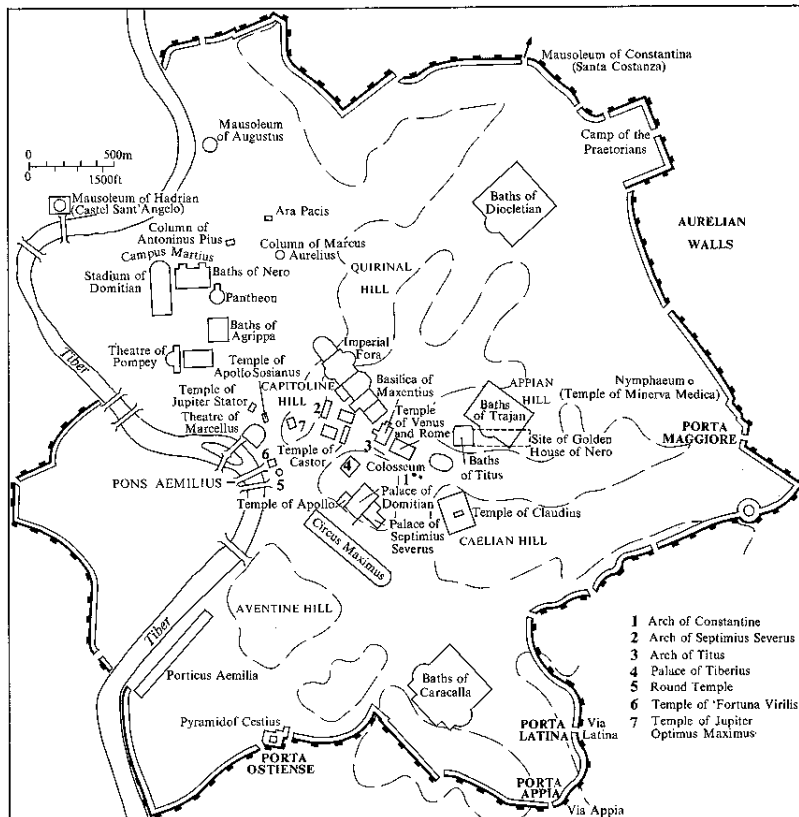 Mausoleum of Constantina
(Santa Costanza)
Mausoleum
of Augustus
Camp of the
Praetorians
0 500m
0 1500ft
Mausoleum of Hadrian
(Castel Sant'Angelo)
Baths of
Diocletian
Ara Pacis
AURELIAN
WALLS
Column of
Antoninus Pius
Column of Marcus
Aurelius
Campus Martius
QUIRINAL
HILL
Stadium of
Domitian
Baths of Nero
Pantheon
Baths of
Agrippa
Imperial
Fora
Tiber
Theatre of
Pompey
Temple of
Apollo Sosianus
CAPITOLINE
HILL
Basilica of
Maxentius
APPIAN
HILL
Nymphaeum
(Temple of Minerva Medica)
Temple of
Jupiter Stator
Theatre of
Marcellus
2
7
Temple
of Venus
and Rome
Baths of
Trajan
PORTA
MAGGIORE
Temple of
Castor
3
Site of Golden
House of Nero
6
4
Colosseum
Baths
of Titus
PONS AEMILIUS
5
1
Temple of Apollo
Palace of
Domitian
Temple of Claudius
Palace of
Septimius
Severus
CAELIAN HILL
Circus Maximus
AVENTINE HILL
Tiber
Porticus Aemilia
Baths of
Caracalla
Pyramid of Cestius
PORTA
OSTIENSE
PORTA
LATINA
Via
Latina
PORTA
APPIA
Via Appia
1 Arch of Constantine
2 Arch of Septimius Severus
3 Arch of Titus
4 Palace of Tiberius
5 Round Temple
6 Temple of 'Fortuna Virilis
7 Temple of Jupiter
Optimus Maximus